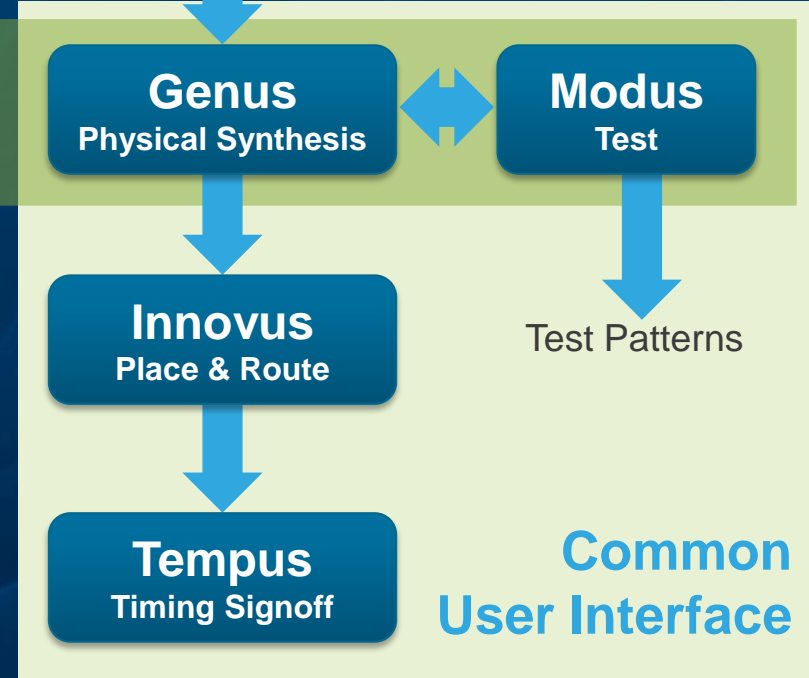 Genus
Physical Synthesis
Modus
Test
Innovus
Place & Route
Test Patterns
Tempus
Timing Signoff
Common
User Interface